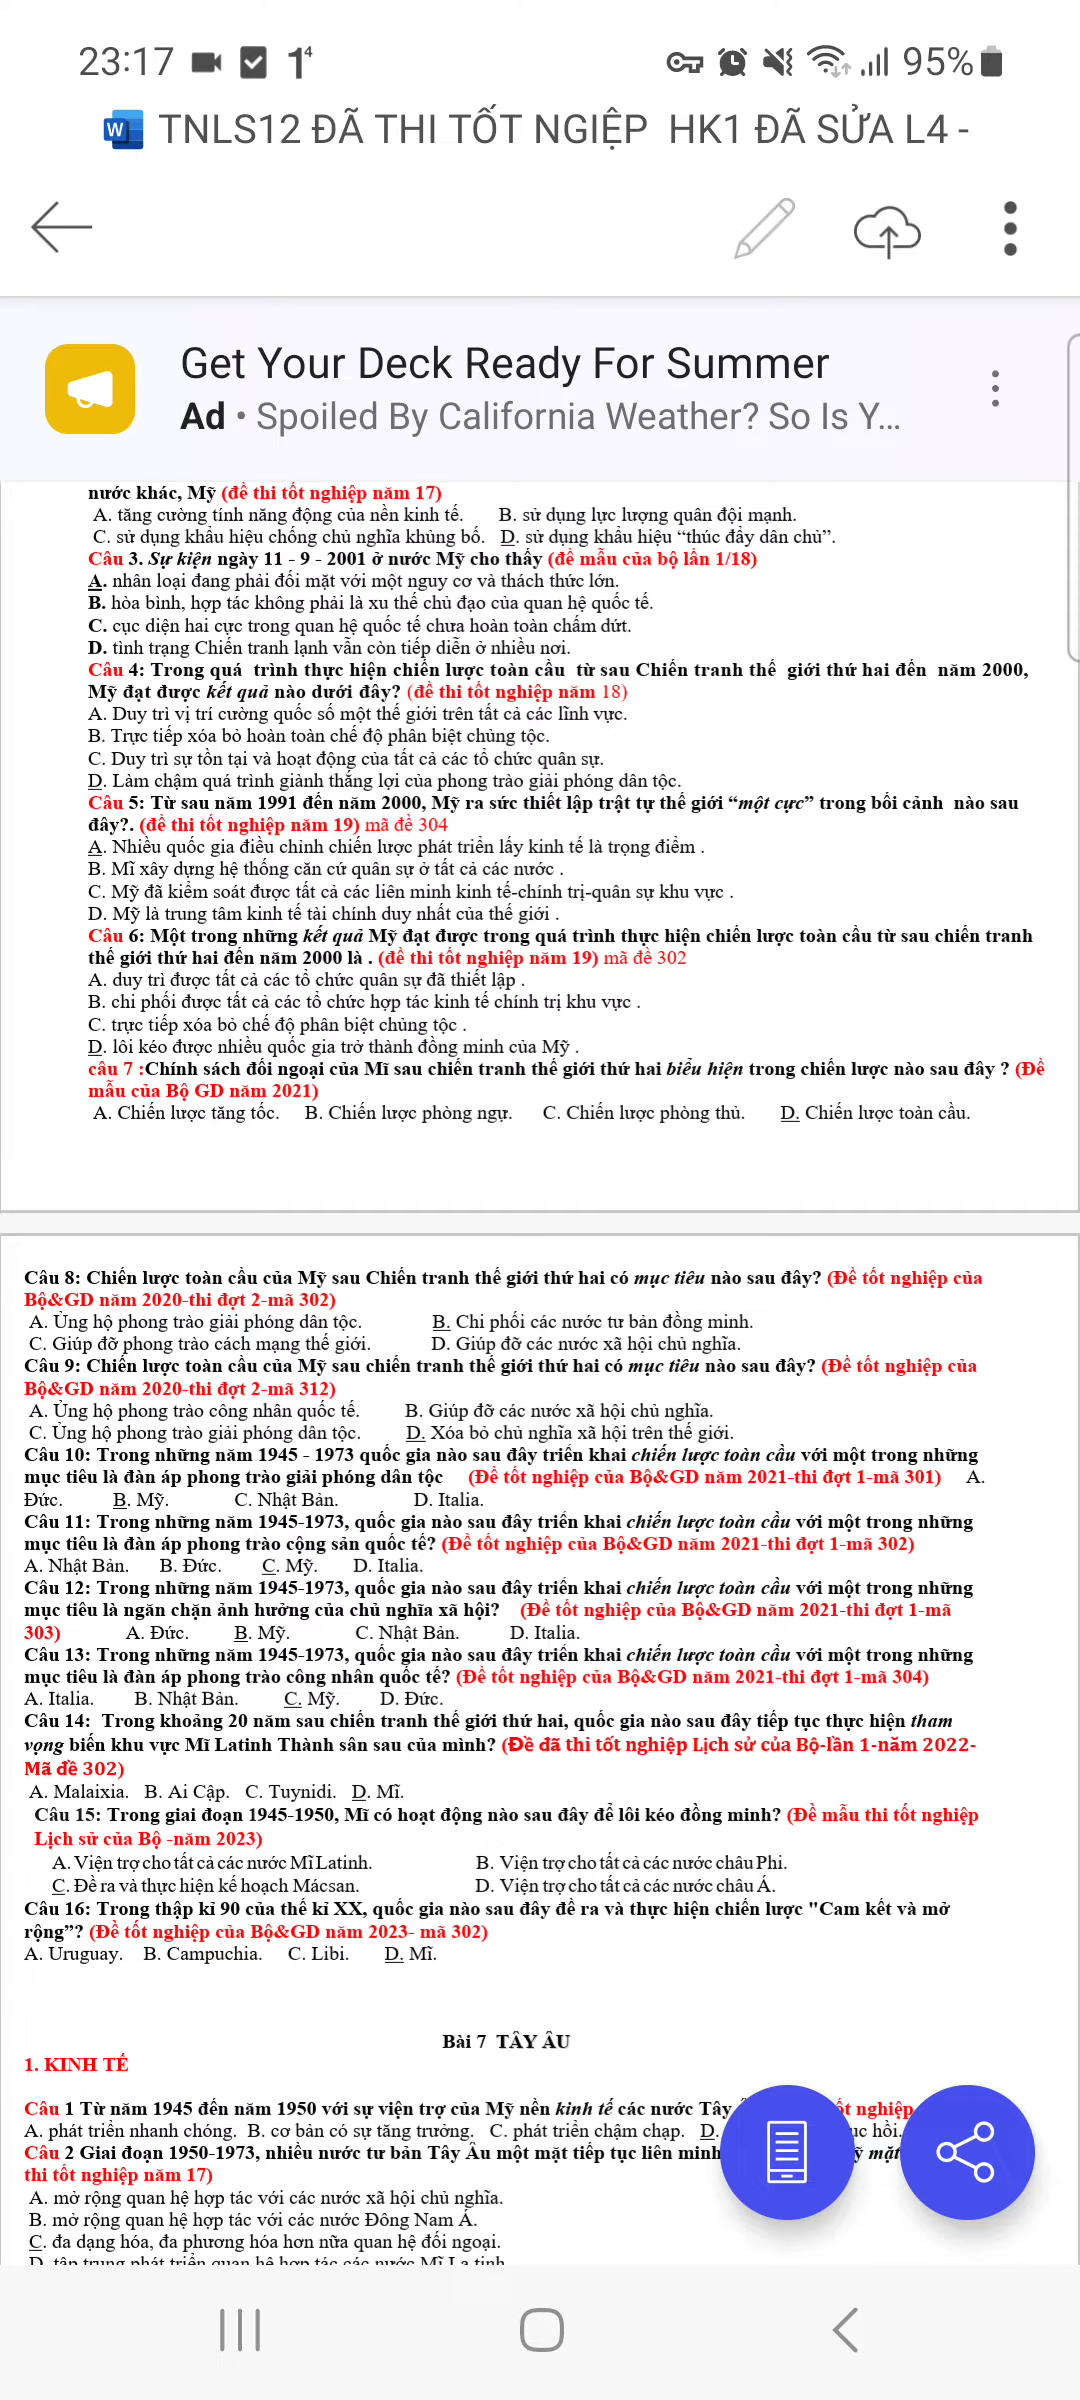 23:17
95%
TNLS12 ĐÃ THI TỐT NGIỆP HK1 ĐÃ SỬA L4 -
Get Your Deck Ready For Summer
Ad • Spoiled By California Weather? So Is Y...
nước khác, Mỹ (đề thi tốt nghiệp năm 17)
A. tăng cường tính năng động của nền kinh tế. B. sử dụng lực lượng quân đội mạnh.
C. sử dụng khẩu hiệu chống chủ nghĩa khủng bố. D. sử dụng khẩu hiệu “thúc đẩy dân chủ”.
Câu 3. Sự kiện ngày 11 - 9 - 2001 ở nước Mỹ cho thấy (đề mẫu của bộ lần 1/18)
A. nhân loại đang phải đối mặt với một nguy cơ và thách thức lớn.
B. hòa bình, hợp tác không phải là xu thế chủ đạo của quan hệ quốc tế.
C. cục diện hai cực trong quan hệ quốc tế chưa hoàn toàn chấm dứt.
D. tình trạng Chiến tranh lạnh vẫn còn tiếp diễn ở nhiều nơi.
Câu 4: Trong quá trình thực hiện chiến lược toàn cầu từ sau Chiến tranh thế giới thứ hai đến năm 2000,
Mỹ đạt được kết quả nào dưới đây? (đề thi tốt nghiệp năm 18)
A. Duy trì vị trí cường quốc số một thế giới trên tất cả các lĩnh vực.
B. Trực tiếp xóa bỏ hoàn toàn chế độ phân biệt chủng tộc.
C. Duy trì sự tồn tại và hoạt động của tất cả các tổ chức quân sự.
D. Làm chậm quá trình giành thắng lợi của phong trào giải phóng dân tộc.
Câu 5: Từ sau năm 1991 đến năm 2000, Mỹ ra sức thiết lập trật tự thế giới “một cực” trong bối cảnh nào sau
đây?. (đề thi tốt nghiệp năm 19) mã đề 304
A. Nhiều quốc gia điều chỉnh chiến lược phát triển lấy kinh tế là trọng điểm .
B. Mĩ xây dựng hệ thống căn cứ quân sự ở tất cả các nước .
C. Mỹ đã kiểm soát được tất cả các liên minh kinh tế-chính trị-quân sự khu vực .
D. Mỹ là trung tâm kinh tế tài chính duy nhất của thế giới .
Câu 6: Một trong những kết quả Mỹ đạt được trong quá trình thực hiện chiến lược toàn cầu từ sau chiến tranh
thế giới thứ hai đến năm 2000 là . (đề thi tốt nghiệp năm 19) mã đề 302
A. duy trì được tất cả các tổ chức quân sự đã thiết lập .
B. chi phối được tất cả các tổ chức hợp tác kinh tế chính trị khu vực .
C. trực tiếp xóa bỏ chế độ phân biệt chủng tộc .
D. lôi kéo được nhiều quốc gia trở thành đồng minh của Mỹ .
câu 7 :Chính sách đối ngoại của Mĩ sau chiến tranh thế giới thứ hai biểu hiện trong chiến lược nào sau đây ? (Đề
mẫu của Bộ GD năm 2021)
A. Chiến lược tăng tốc. B. Chiến lược phòng ngự. C. Chiến lược phòng thủ. D. Chiến lược toàn cầu.
Câu 8: Chiến lược toàn cầu của Mỹ sau Chiến tranh thế giới thứ hai có mục tiêu nào sau đây? (Đề tốt nghiệp của
Bộ&GD năm 2020-thi đợt 2-mã 302)
A. Ủng hộ phong trào giải phóng dân tộc. B. Chi phối các nước tư bản đồng minh.
C. Giúp đỡ phong trào cách mạng thế giới. D. Giúp đỡ các nước xã hội chủ nghĩa.
Câu 9: Chiến lược toàn cầu của Mỹ sau chiến tranh thế giới thứ hai có mục tiêu nào sau đây? (Đề tốt nghiệp của
Bộ&GD năm 2020-thi đợt 2-mã 312)
A. Ủng hộ phong trào công nhân quốc tế. B. Giúp đỡ các nước xã hội chủ nghĩa.
C. Ủng hộ phong trào giải phóng dân tộc. D. Xóa bỏ chủ nghĩa xã hội trên thế giới.
Câu 10: Trong những năm 1945 - 1973 quốc gia nào sau đây triển khai chiến lược toàn cầu với một trong những
mục tiêu là đàn áp phong trào giải phóng dân tộc (Đề tốt nghiệp của Bộ&GD năm 2021-thi đợt 1-mã 301) A.
Đức. B. Mỹ. C. Nhật Bản. D. Italia.
Câu 11: Trong những năm 1945-1973, quốc gia nào sau đây triển khai chiến lược toàn cầu với một trong những
mục tiêu là đàn áp phong trào cộng sản quốc tế? (Đề tốt nghiệp của Bộ&GD năm 2021-thi đợt 1-mã 302)
A. Nhật Bản. B. Đức. C. Mỹ. D. Italia.
Câu 12: Trong những năm 1945-1973, quốc gia nào sau đây triển khai chiến lược toàn cầu với một trong những
mục tiêu là ngăn chặn ảnh hưởng của chủ nghĩa xã hội? (Đề tốt nghiệp của Bộ&GD năm 2021-thi đợt 1-mã
303) A. Đức. B. Mỹ. C. Nhật Bản. D. Italia.
Câu 13: Trong những năm 1945-1973, quốc gia nào sau đây triển khai chiến lược toàn cầu với một trong những
mục tiêu là đàn áp phong trào công nhân quốc tế? (Đề tốt nghiệp của Bộ&GD năm 2021-thi đợt 1-mã 304)
A. Italia. B. Nhật Bản. C. Mỹ. D. Đức.
Câu 14: Trong khoảng 20 năm sau chiến tranh thế giới thứ hai, quốc gia nào sau đây tiếp tục thực hiện tham
vọng biến khu vực Mĩ Latinh Thành sân sau của mình? (Đề đã thi tốt nghiệp Lịch sử của Bộ-lần 1-năm 2022-
Mã đề 302)
A. Malaixia. B. Ai Cập. C. Tuynidi. D. Mĩ.
Câu 15: Trong giai đoạn 1945-1950, Mĩ có hoạt động nào sau đây để lôi kéo đồng minh? (Đề mẫu thi tốt nghiệp
Lịch sử của Bộ -năm 2023)
A. Viện trợ cho tất cả các nước Mĩ Latinh. B. Viện trợ cho tất cả các nước châu Phi.
C. Đề ra và thực hiện kế hoạch Mácsan. D. Viện trợ cho tất cả các nước châu Á.
Câu 16: Trong thập kỉ 90 của thế kỉ XX, quốc gia nào sau đây đề ra và thực hiện chiến lược "Cam kết và mở
rộng”? (Đề tốt nghiệp của Bộ&GD năm 2023- mã 302)
A. Uruguay. B. Campuchia. C. Libi. D. Mĩ.
Bài 7 TÂY ÂU
1. KINH TẾ
Câu 1 Từ năm 1945 đến năm 1950 với sự viện trợ của Mỹ nền kinh tế các nước Tây nghiệp
A. phát triển nhanh chóng. B. cơ bản có sự tăng trưởng. C. phát triển chậm chạp. D. hồi.
Câu 2 Giai đoạn 1950-1973, nhiều nước tư bản Tây Âu một mặt tiếp tục liên minh mặt
thi tốt nghiệp năm 17)
A. mở rộng quan hệ hợp tác với các nước xã hội chủ nghĩa.
B. mở rộng quan hệ hợp tác với các nước Đông Nam Á.
C. đa dạng hóa, đa phương hóa hơn nữa quan hệ đối ngoại.
D. tập trung phát triển quan hệ hợp tác các nước Mĩ La tinh